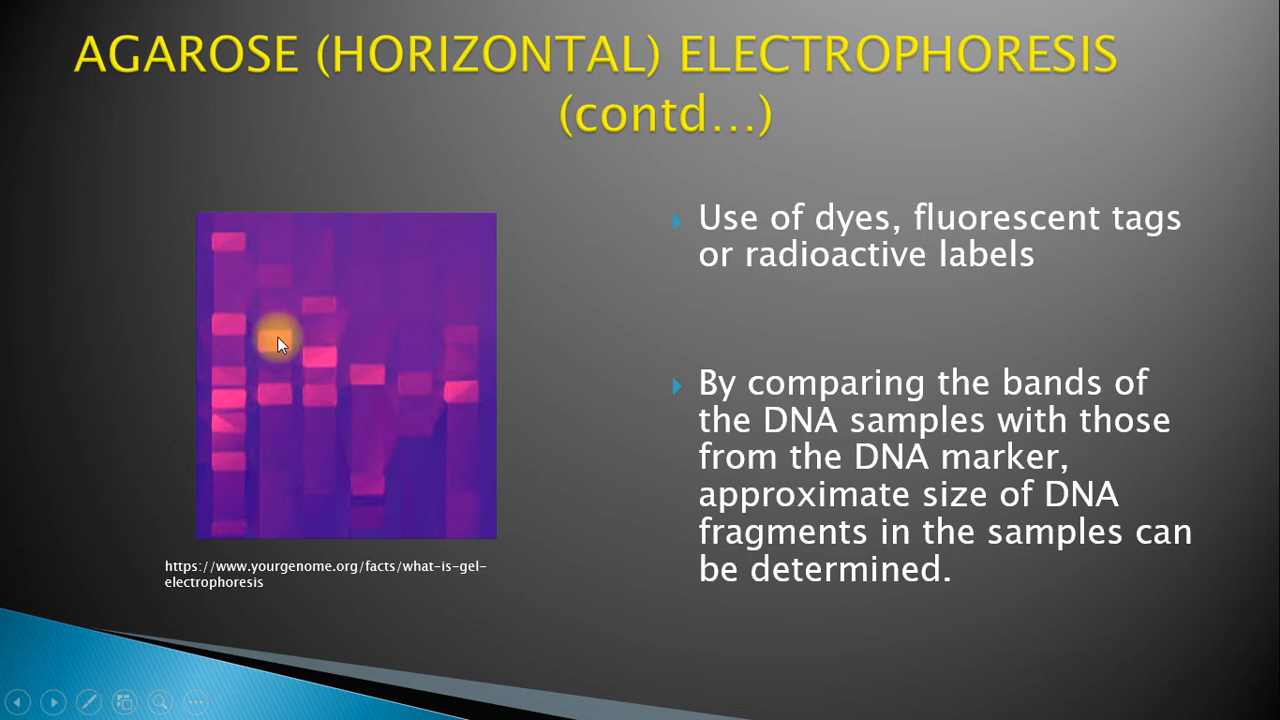 AGAROSE (HORIZONTAL) ELECTROPHORESIS
(contd...)
Use of dyes, fluorescent tags
or radioactive labels
By comparing the bands of
the DNA samples with those
from the DNA marker,
approximate size of DNA
fragments in the samples can
be determined.
https://www.yourgenome.org/facts/what-is-gel-
electrophoresis